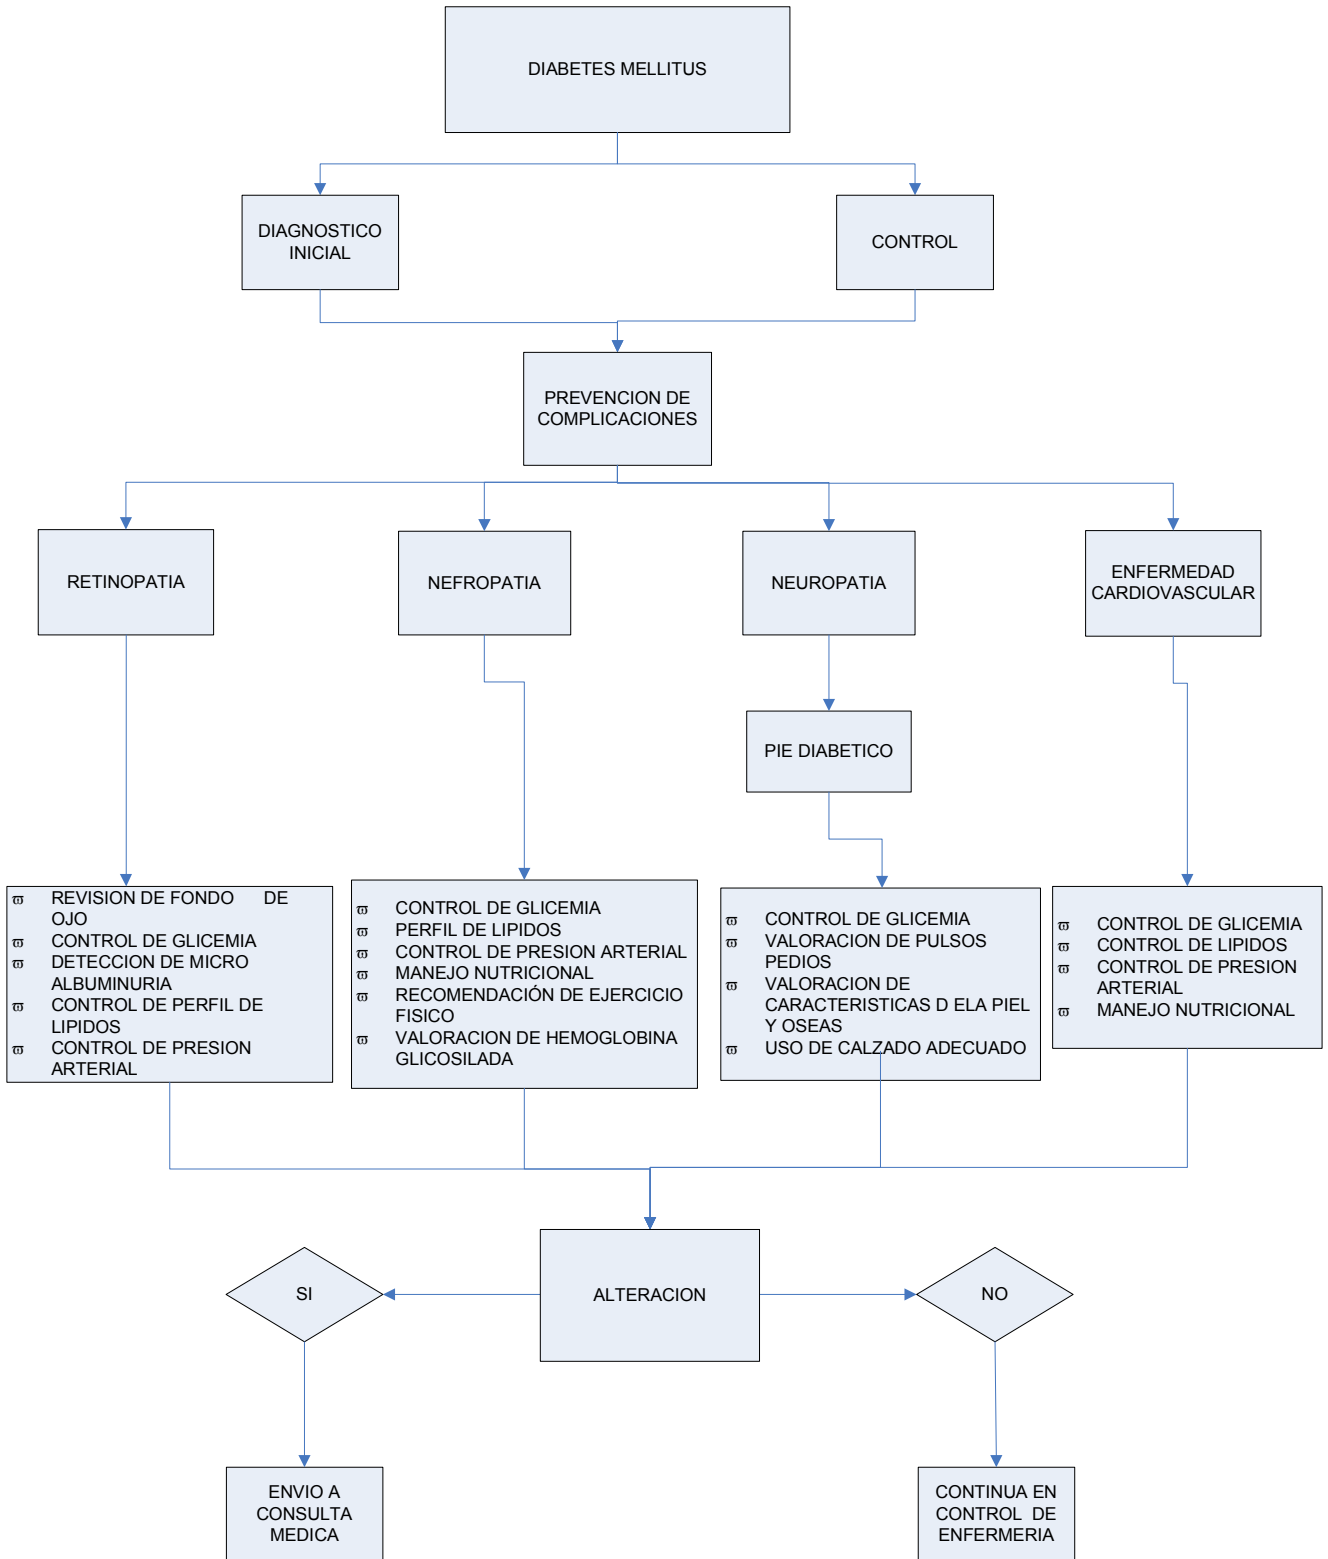 DIABETES MELLITUS
DIAGNOSTICO
INICIAL
CONTROL
PREVENCION DE
COMPLICACIONES
RETINOPATIA
NEFROPATIA
NEUROPATIA
ENFERMEDAD
CARDIOVASCULAR
PIE DIABETICO
ϖ REVISION DE FONDO DE
OJO
ϖ CONTROL DE GLICEMIA
ϖ DETECCION DE MICRO
ALBUMINURIA
ϖ CONTROL DE PERFIL DE
LIPIDOS
ϖ CONTROL DE PRESION
ARTERIAL
ϖ CONTROL DE GLICEMIA
ϖ PERFIL DE LIPIDOS
ϖ CONTROL DE PRESION ARTERIAL
ϖ MANEJO NUTRICIONAL
ϖ RECOMENDACIÓN DE EJERCICIO
FISICO
ϖ VALORACION DE HEMOGLOBINA
GLICOSILADA
ϖ CONTROL DE GLICEMIA
ϖ VALORACION DE PULSOS
PEDIOS
ϖ VALORACION DE
CARACTERISTICAS D ELA PIEL
Y OSEAS
ϖ USO DE CALZADO ADECUADO
ϖ CONTROL DE GLICEMIA
ϖ CONTROL DE LIPIDOS
ϖ CONTROL DE PRESION
ARTERIAL
ϖ MANEJO NUTRICIONAL
SI
ALTERACION
NO
ENVIO A
CONSULTA
MEDICA
CONTINUA EN
CONTROL DE
ENFERMERIA